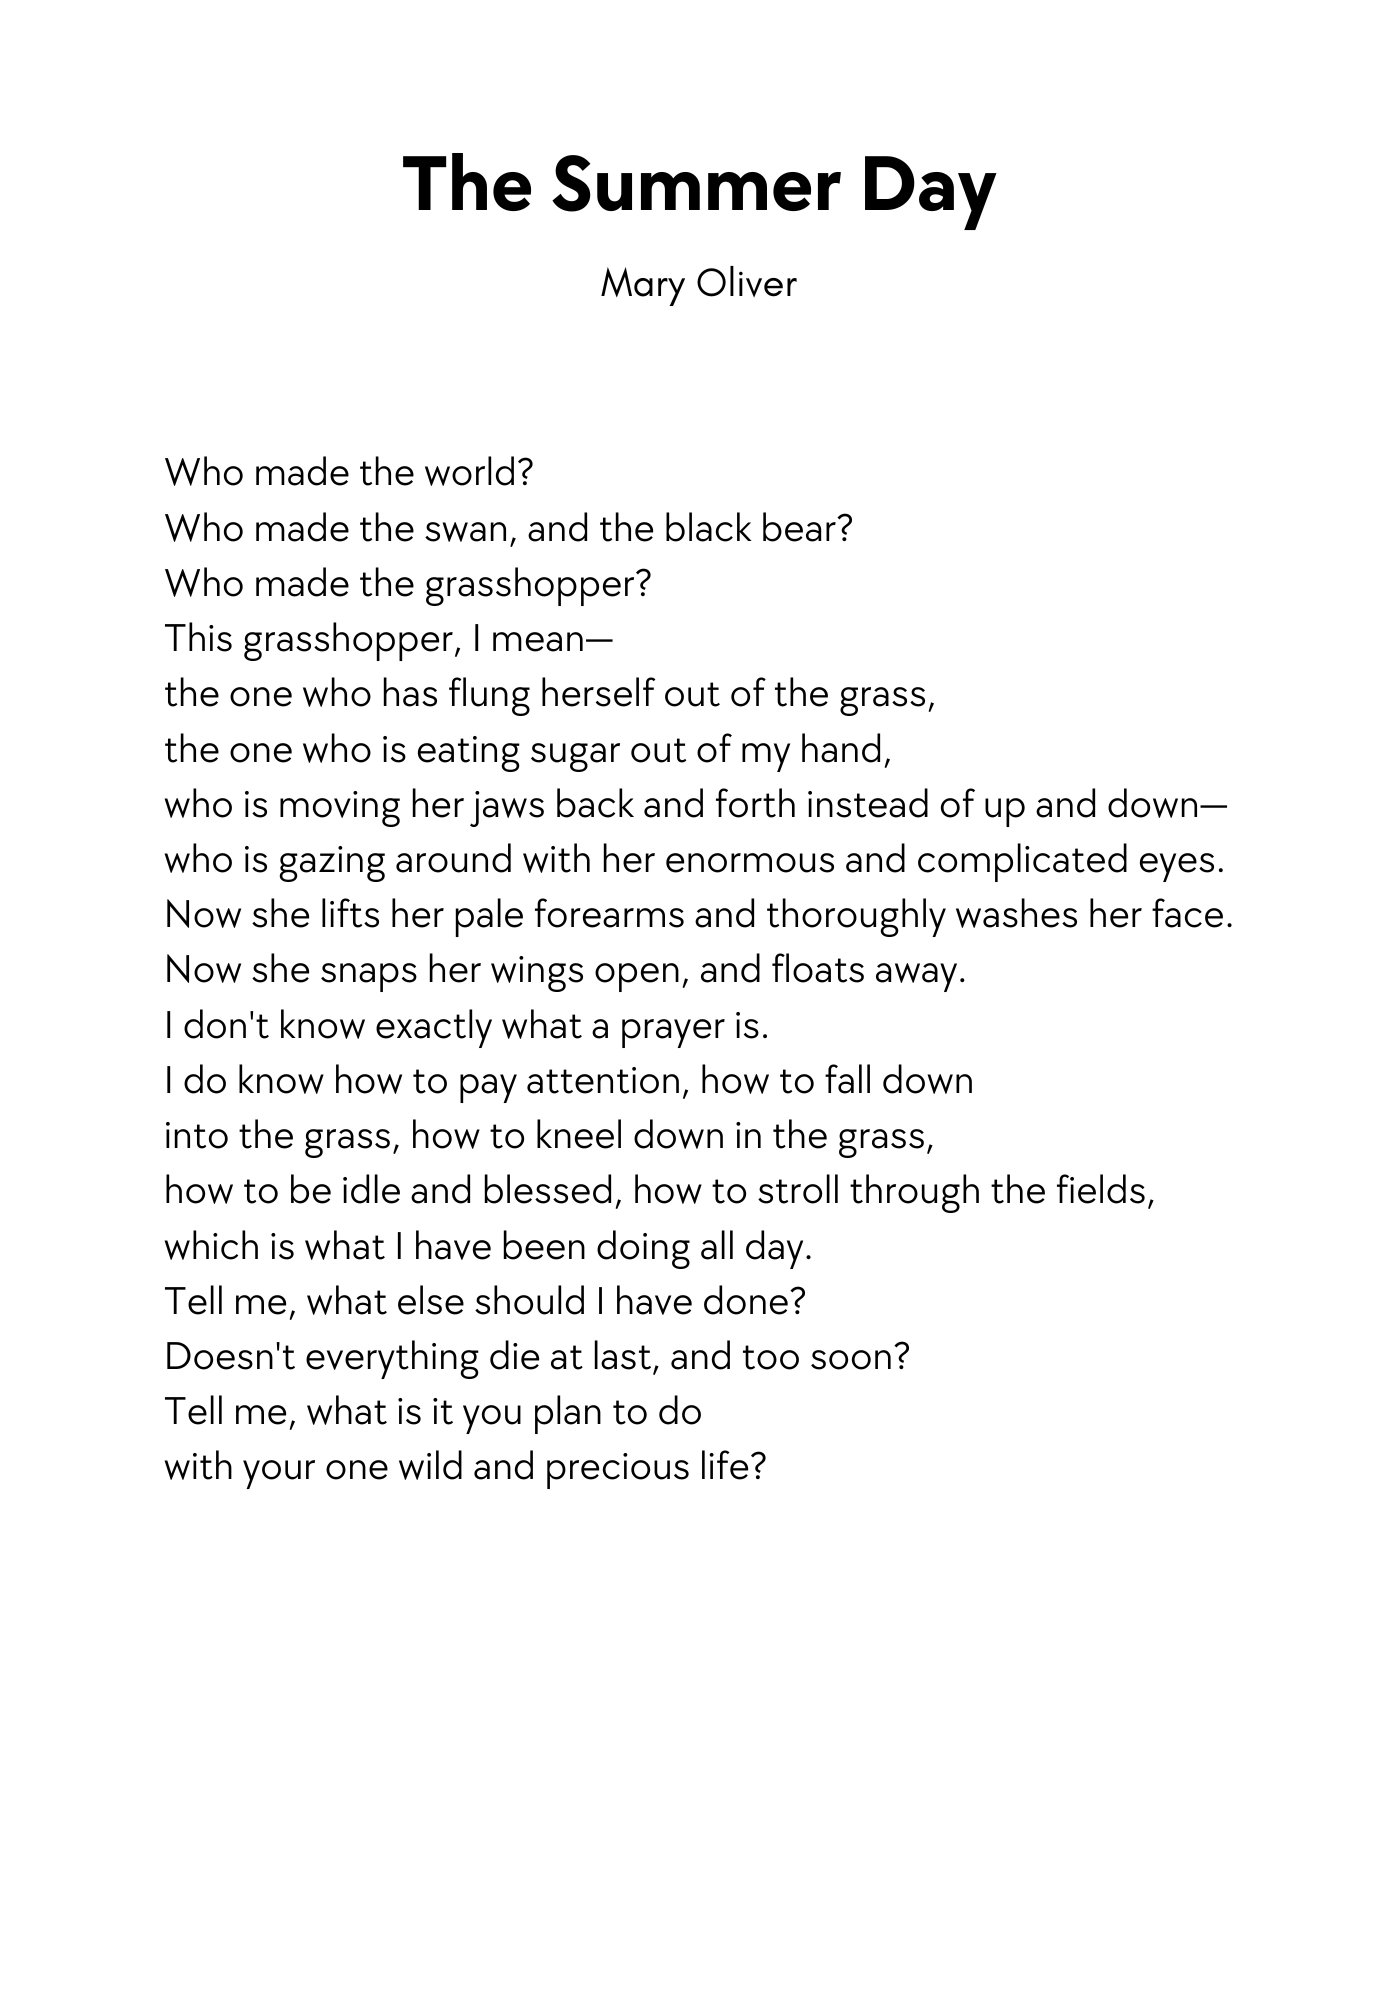 The Summer Day
Mary Oliver
Who made the world?
Who made the swan, and the black bear?
Who made the grasshopper?
This grasshopper, I mean—
the one who has flung herself out of the grass,
the one who is eating sugar out of my hand,
who is moving her jaws back and forth instead of up and down—
who is gazing around with her enormous and complicated eyes.
Now she lifts her pale forearms and thoroughly washes her face.
Now she snaps her wings open, and floats away.
I don't know exactly what a prayer is.
I do know how to pay attention, how to fall down
into the grass, how to kneel down in the grass,
how to be idle and blessed, how to stroll through the fields,
which is what I have been doing all day.
Tell me, what else should I have done?
Doesn't everything die at last, and too soon?
Tell me, what is it you plan to do
with your one wild and precious life?